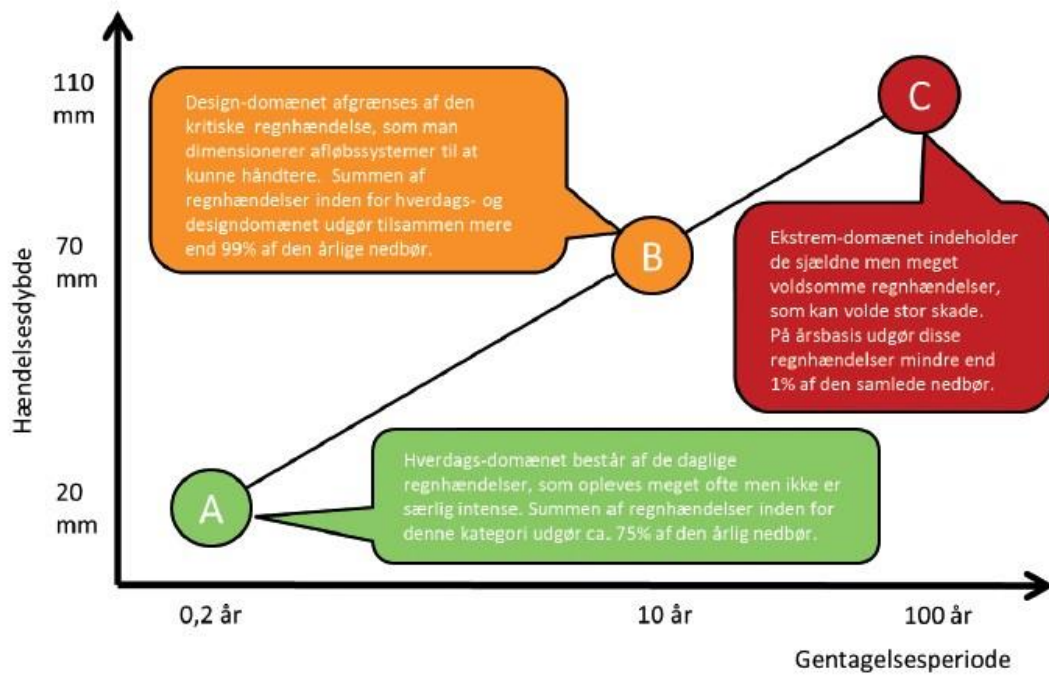 110
mm
Design-domænet afgrænses af den
kritiske regnhændelse, som man
dimensionerer afløbssystemer til at
kunne håndtere. Summen af
regnhændelser inden for hverdags- og
designdomænet udgør tilsammen mere
end 99% af den årlige nedbør.
C
70
mm
B
Ekstrem-domænet indeholder
de sjældne men meget
voldsomme regnhændelser,
som kan volde stor skade.
På årsbasis udgør disse
regnhændelser mindre end
1% af den samlede nedbør.
Hændelsesdybde
20
mm
A
Hverdags-domænet består af de daglige
regnhændelser, som opleves meget ofte men ikke er
særlig intense. Summen af regnhændelser inden for
denne kategori udgør ca. 75% af den årlig nedbør.
0,2 år
10 år
100 år
Gentagelsesperiode